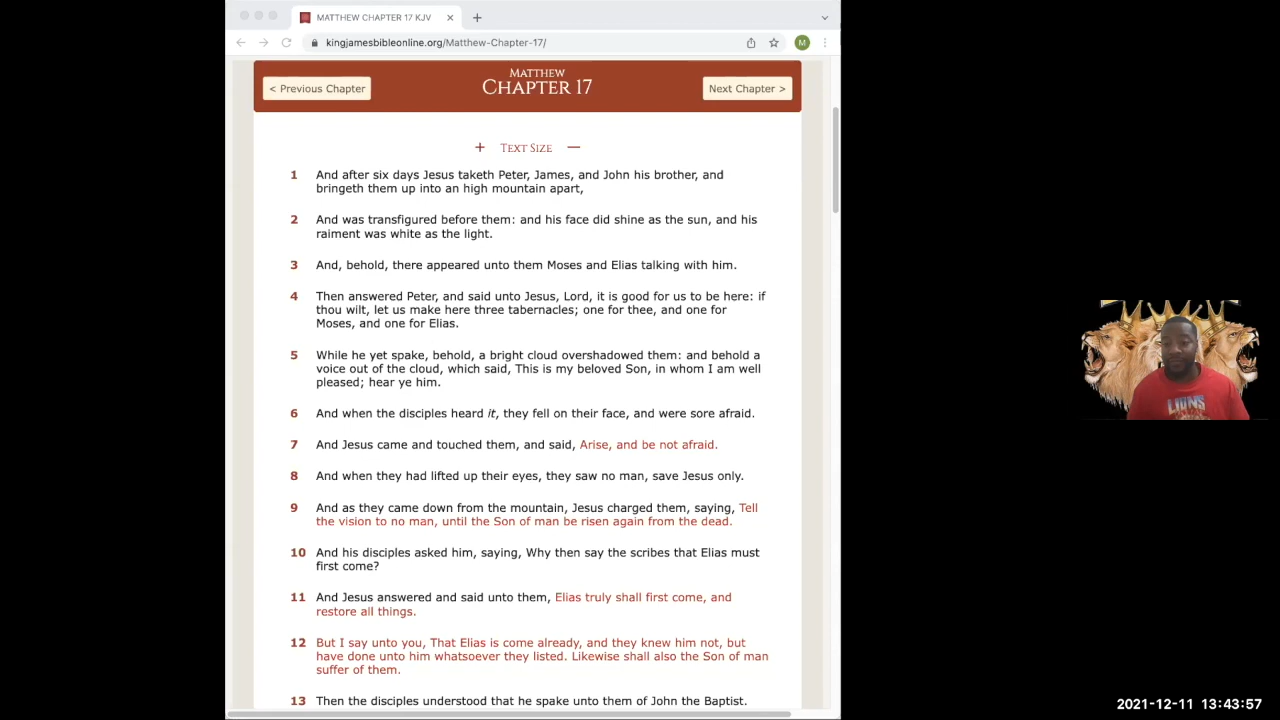 MATTHEW CHAPTER 17 KJV
kingjamesbibleonline.org/Matthew-Chapter-17/
M
< Previous Chapter
MATTHEW
CHAPTER 17
Next Chapter >
+ TEXT SIZE —
1 And after six days Jesus taketh Peter, James, and John his brother, and
bringeth them up into an high mountain apart,
2 And was transfigured before them: and his face did shine as the sun, and his
raiment was white as the light.
3 And, behold, there appeared unto them Moses and Elias talking with him.
4 Then answered Peter, and said unto Jesus, Lord, it is good for us to be here: if
thou wilt, let us make here three tabernacles; one for thee, and one for
Moses, and one for Elias.
5 While he yet spake, behold, a bright cloud overshadowed them: and behold a
voice out of the cloud, which said, This is my beloved Son, in whom I am well
pleased; hear ye him.
6 And when the disciples heard it, they fell on their face, and were sore afraid.
7 And Jesus came and touched them, and said, Arise, and be not afraid.
8 And when they had lifted up their eyes, they saw no man, save Jesus only.
9 And as they came down from the mountain, Jesus charged them, saying, Tell
the vision to no man, until the Son of man be risen again from the dead.
10 And his disciples asked him, saying, Why then say the scribes that Elias must
first come?
11 And Jesus answered and said unto them, Elias truly shall first come, and
restore all things.
12 But I say unto you, That Elias is come already, and they knew him not, but
have done unto him whatsoever they listed. Likewise shall also the Son of man
suffer of them.
13 Then the disciples understood that he spake unto them of John the Baptist.
LIONS
2021-12-11 13:43:57